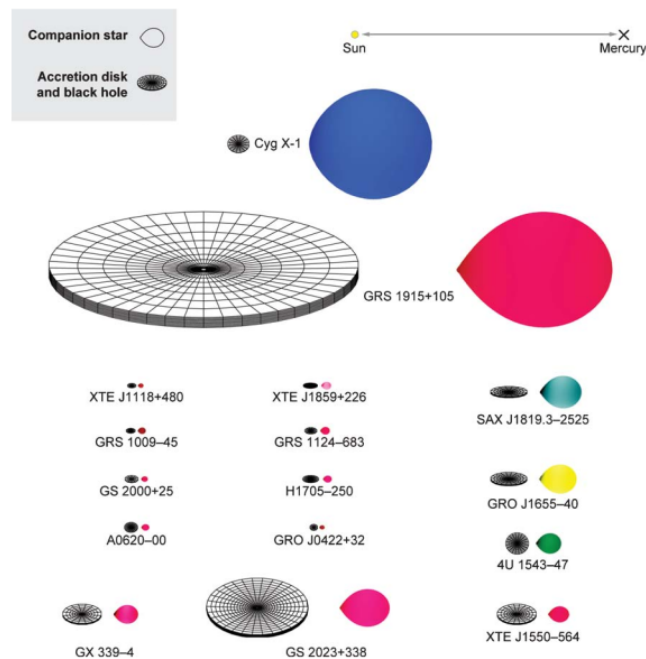 Companion star
Accretion disk
and black hole
Sun
Mercury
Cyg X-1
GRS 1915+105
XTE J1118+480
XTE J1859+226
SAX J1819.3–2525
GRS 1009–45
GRS 1124–683
GS 2000+25
H1705–250
GRO J1655–40
A0620–00
GRO J0422+32
4U 1543–47
GX 339–4
GS 2023+338
XTE J1550–564